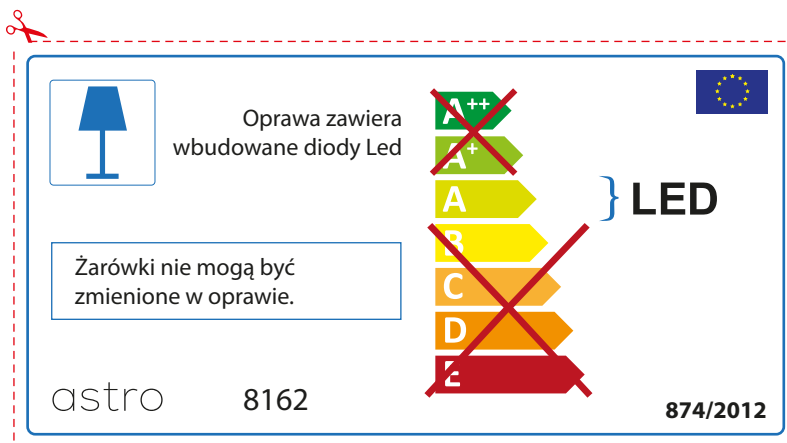 Oprawa zawiera
wbudowane diody Led
Żarówki nie mogą być
zmienione w oprawie.
A++
A+
A
B
C
D
E
LED
astro 8162
874/2012